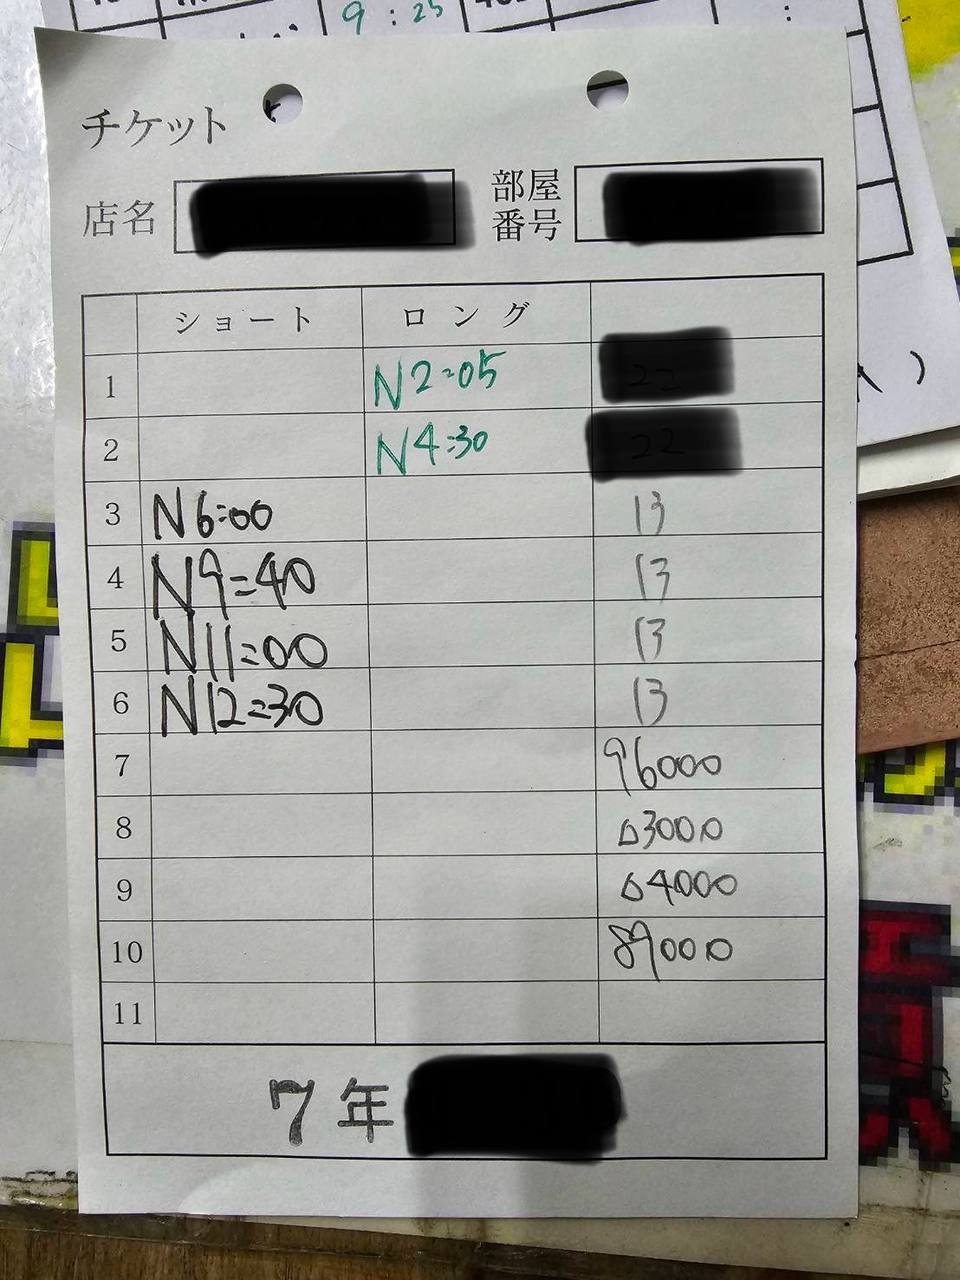 9:25
チケット
店名
部屋番号
ショート ロング
1 N2=05 22
2 N4=30 22
3 N6=00 13
4 N9=40 13
5 N11=00 13
6 N12=30 13
7 96000
8 △3000
9 △4000
10 89000
11
7年